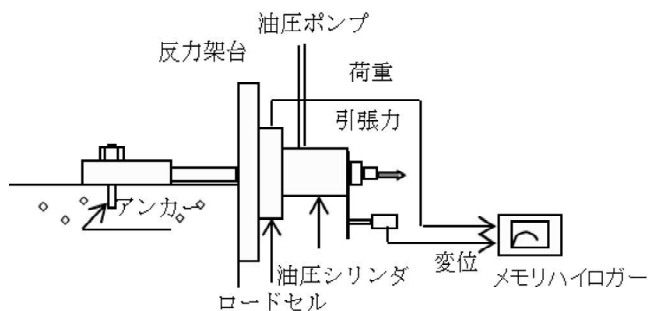 油圧ポンプ
反力架台
荷重
引張力
アンカー
変位
メモリハイロガー
油圧シリンダ
ロードセル